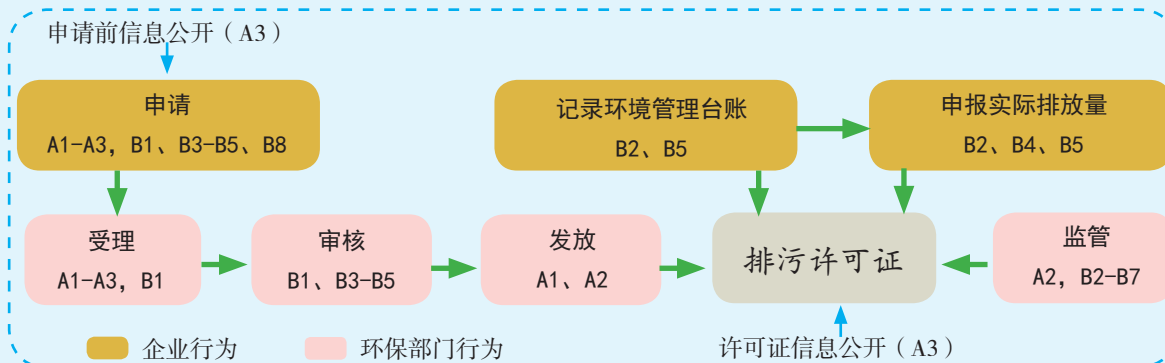 申请前信息公开（A3）
申请
A1-A3, B1、B3-B5、B8
记录环境管理台账
B2、B5
申报实际排放量
B2、B4、B5
受理
A1-A3, B1
审核
B1、B3-B5
发放
A1、A2
排污许可证
监管
A2, B2-B7
企业行为
环保部门行为
许可证信息公开（A3）